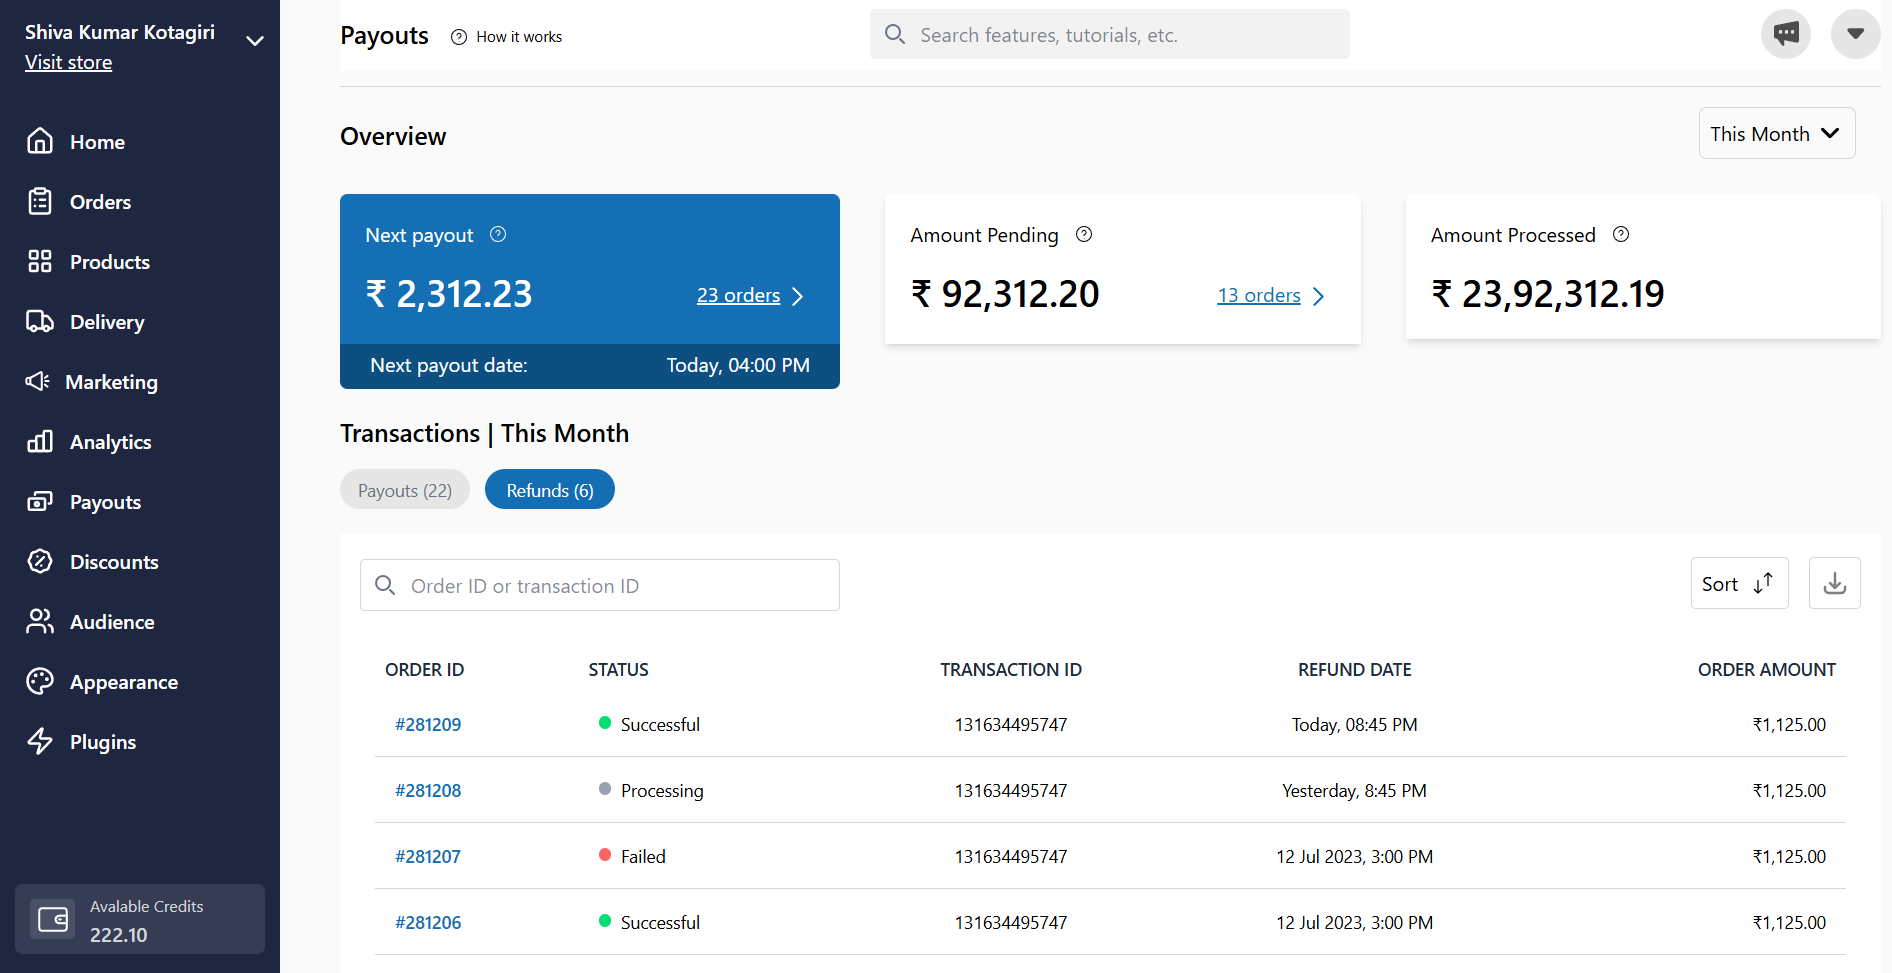 Shiva Kumar Kotagiri
Visit store
Home
Orders
Products
Delivery
Marketing
Analytics
Payouts
Discounts
Audience
Appearance
Plugins
Avalable Credits
222.10
Payouts How it works
Search features, tutorials, etc.
Overview
This Month
Next payout
₹ 2,312.23 23 orders
Next payout date: Today, 04:00 PM
Amount Pending
₹ 92,312.20 13 orders
Amount Processed
₹ 23,92,312.19
Transactions | This Month
Payouts (22) Refunds (6)
Order ID or transaction ID
Sort
ORDER ID STATUS TRANSACTION ID REFUND DATE ORDER AMOUNT
#281209 Successful 131634495747 Today, 08:45 PM ₹1,125.00
#281208 Processing 131634495747 Yesterday, 8:45 PM ₹1,125.00
#281207 Failed 131634495747 12 Jul 2023, 3:00 PM ₹1,125.00
#281206 Successful 131634495747 12 Jul 2023, 3:00 PM ₹1,125.00